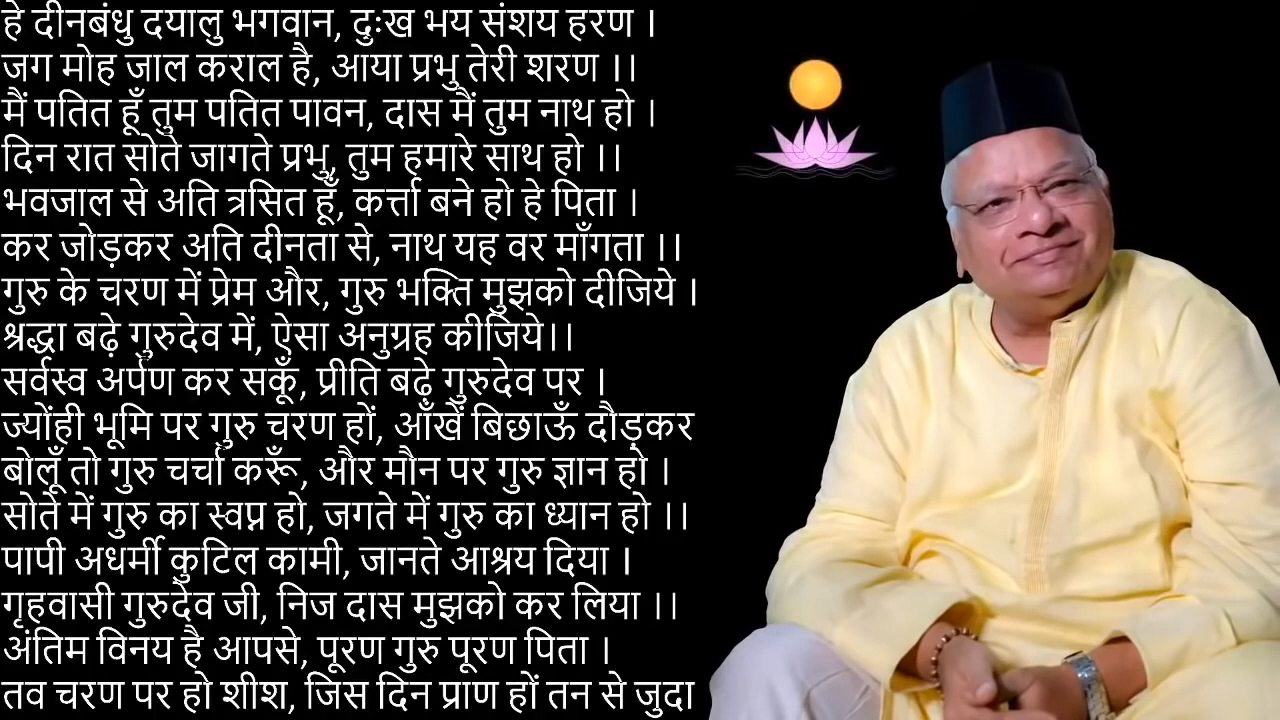 हे दीनबंधु दयालु भगवान, दुःख भय संशय हरण ।
जग मोह जाल कराल है, आया प्रभु तेरी शरण ।।
मैं पतित हूँ तुम पतित पावन, दास मैं तुम नाथ हो ।
दिन रात सोते जागते प्रभु, तुम हमारे साथ हो ।।
भवजाल से अति त्रसित हूँ, कर्त्ता बने हो हे पिता ।
कर जोड़कर अति दीनता से, नाथ यह वर माँगता ।।
गुरु के चरण में प्रेम और, गुरु भक्ति मुझको दीजिये ।
श्रद्धा बढ़े गुरुदेव में, ऐसा अनुग्रह कीजिये।।
सर्वस्व अर्पण कर सकूँ, प्रीति बढ़े गुरुदेव पर ।
ज्योंही भूमि पर गुरु चरण हों, आँखें बिछाऊँ दौड़कर
बोलूँ तो गुरु चर्चा करूँ, और मौन पर गुरु ज्ञान हो ।
सोते में गुरु का स्वप्न हो, जगते में गुरु का ध्यान हो ।।
पापी अधर्मी कुटिल कामी, जानते आश्रय दिया ।
गृहवासी गुरुदेव जी, निज दास मुझको कर लिया ।।
अंतिम विनय है आपसे, पूरण गुरु पूरण पिता ।
तव चरण पर हो शीश, जिस दिन प्राण हों तन से जुदा